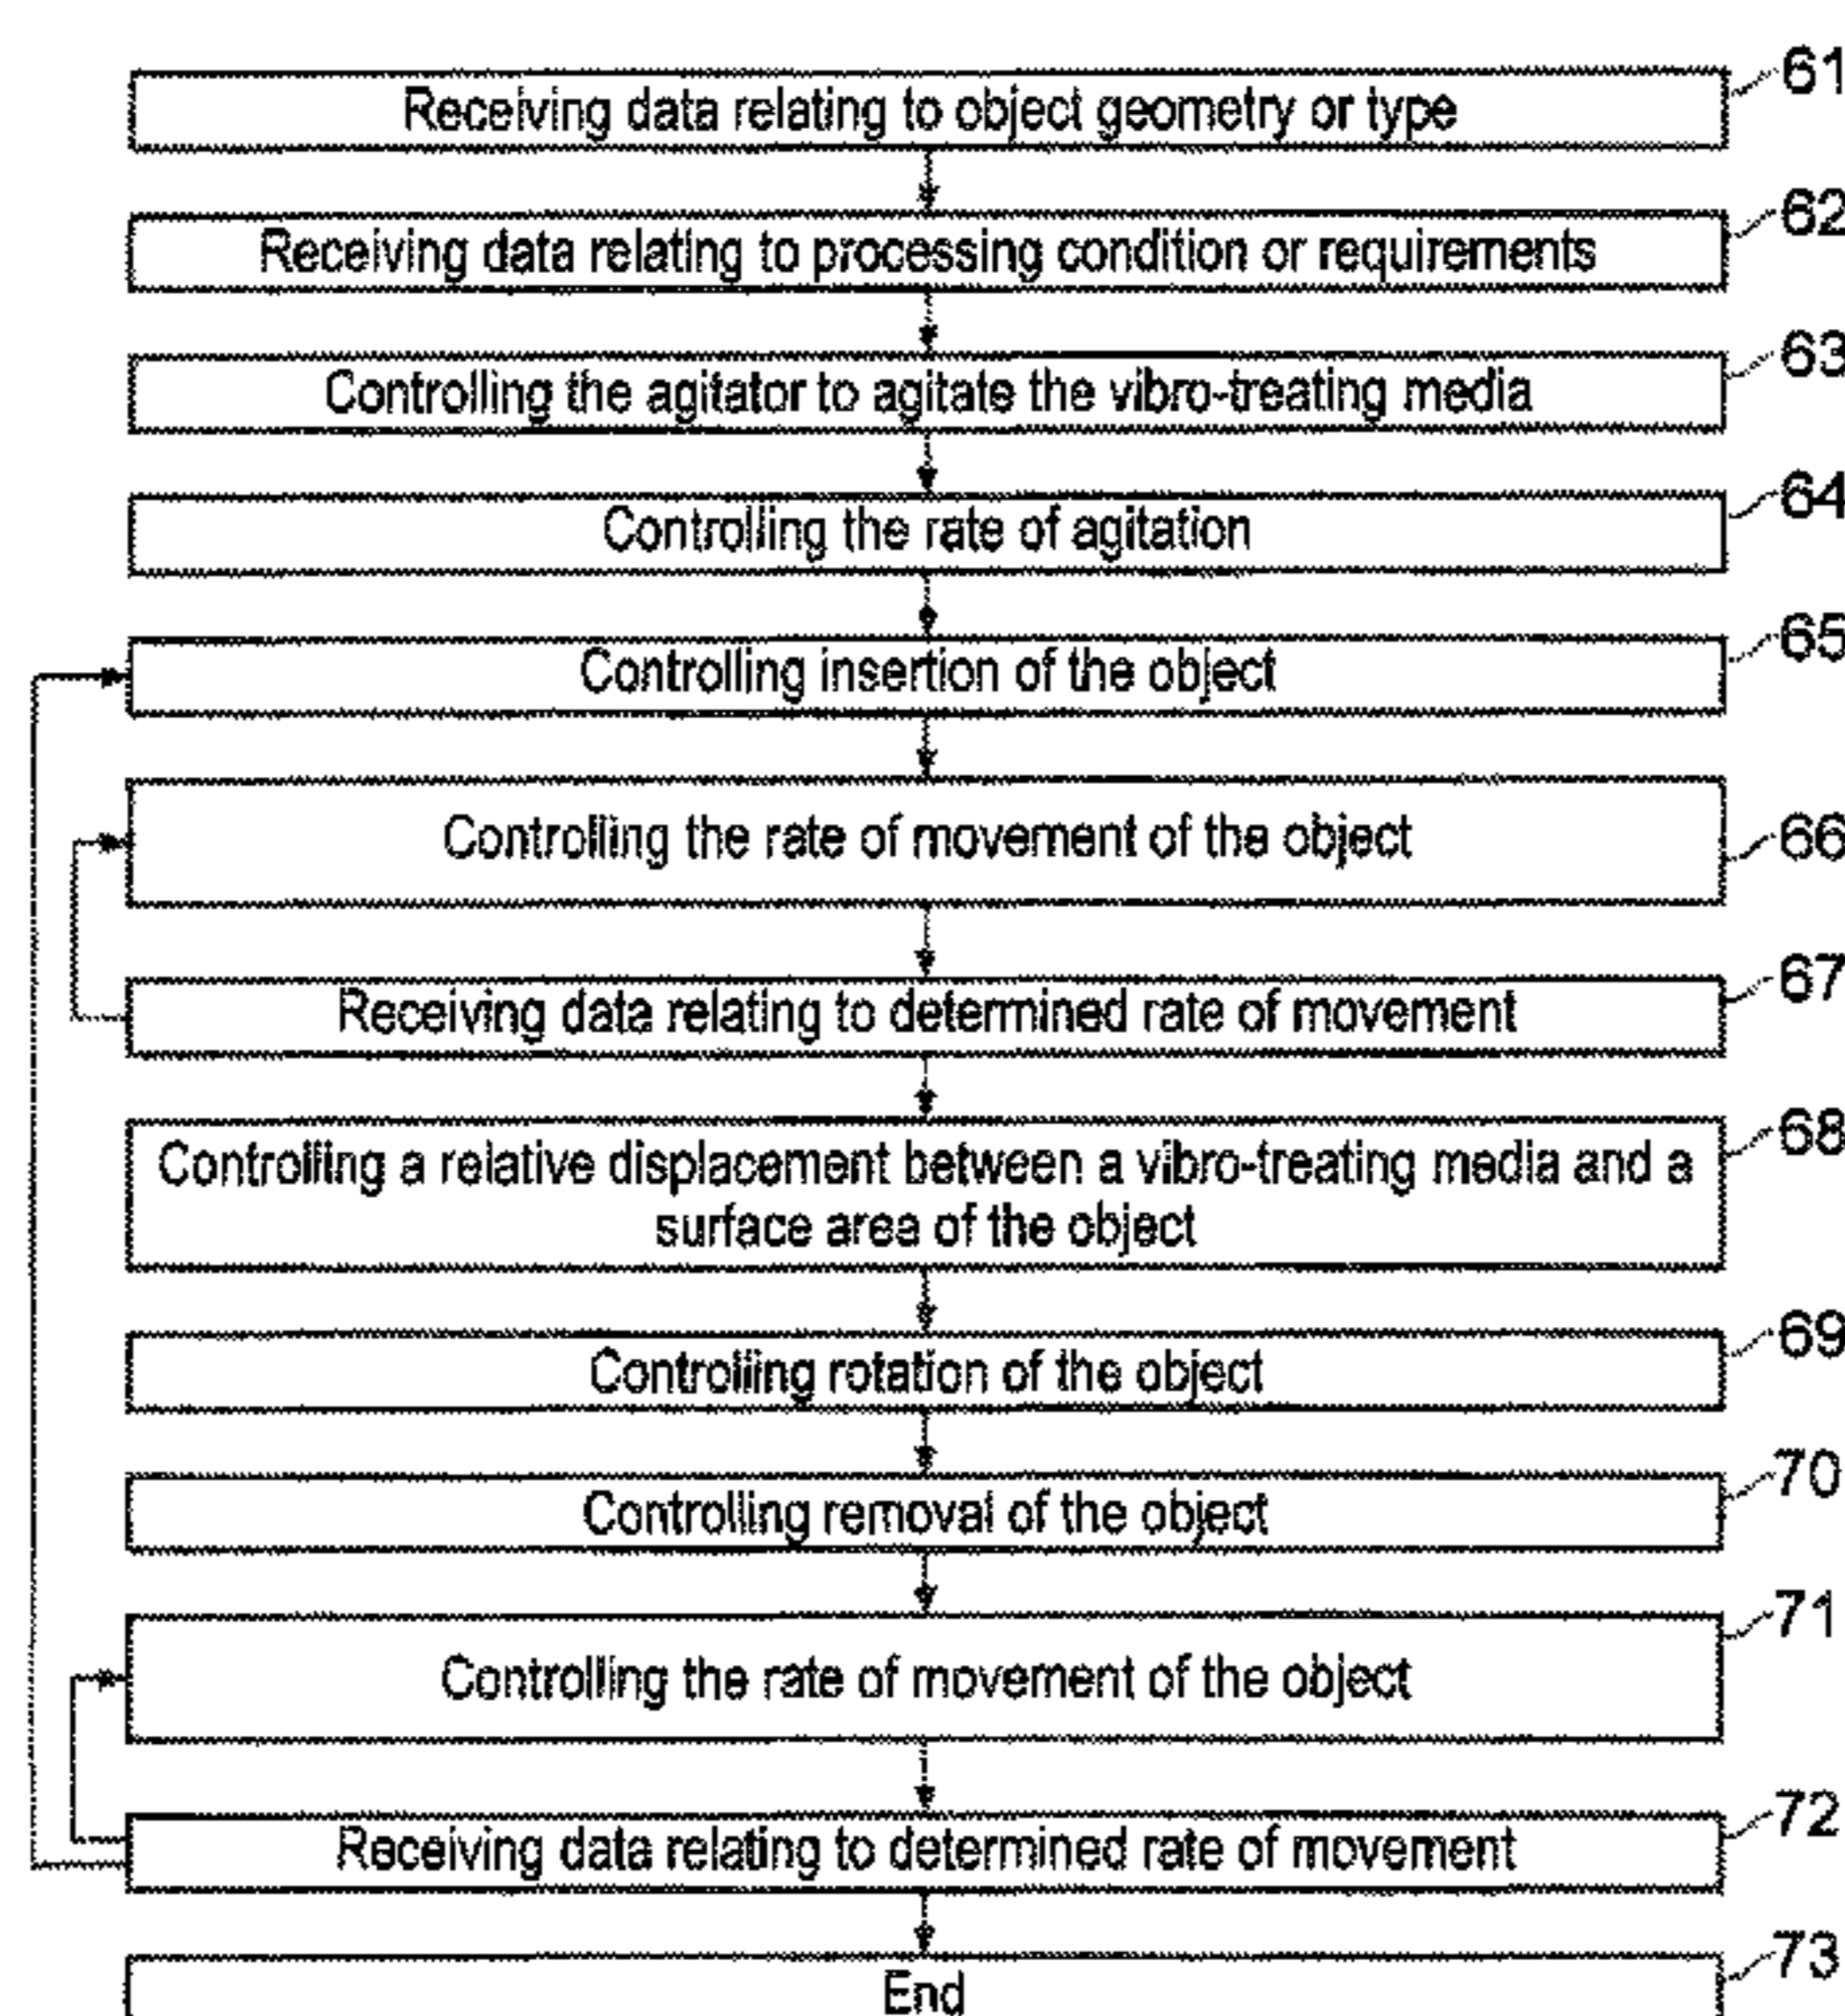 Receiving data relating to object geometry or type 61
Receiving data relating to processing condition or requirements 62
Controlling the agitator to agitate the vibro-treating media 63
Controlling the rate of agitation 64
Controlling insertion of the object 65
Controlling the rate of movement of the object 66
Receiving data relating to determined rate of movement 67
Controlling a relative displacement between a vibro-treating media and a 68
surface area of the object
Controlling rotation of the object 69
Controlling removal of the object 70
Controlling the rate of movement of the object 71
Receiving data relating to determined rate of movement 72
End 73